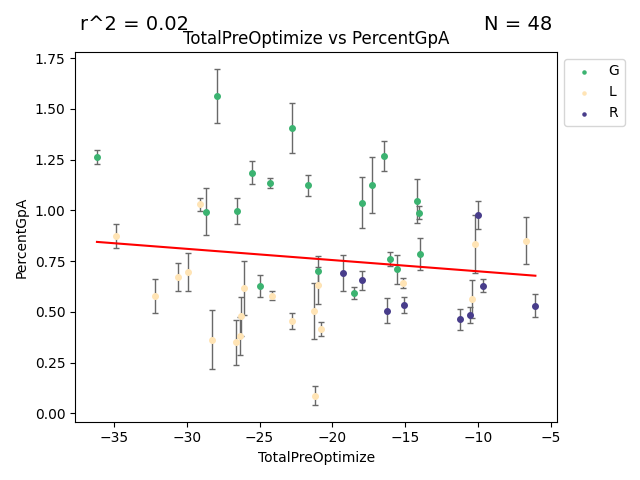 r^2 = 0.02
N = 48
TotalPreOptimize vs PercentGpA
G
L
R
PercentGpA
1.75
1.50
1.25
1.00
0.75
0.50
0.25
0.00
−35 −30 −25 −20 −15 −10 −5
TotalPreOptimize